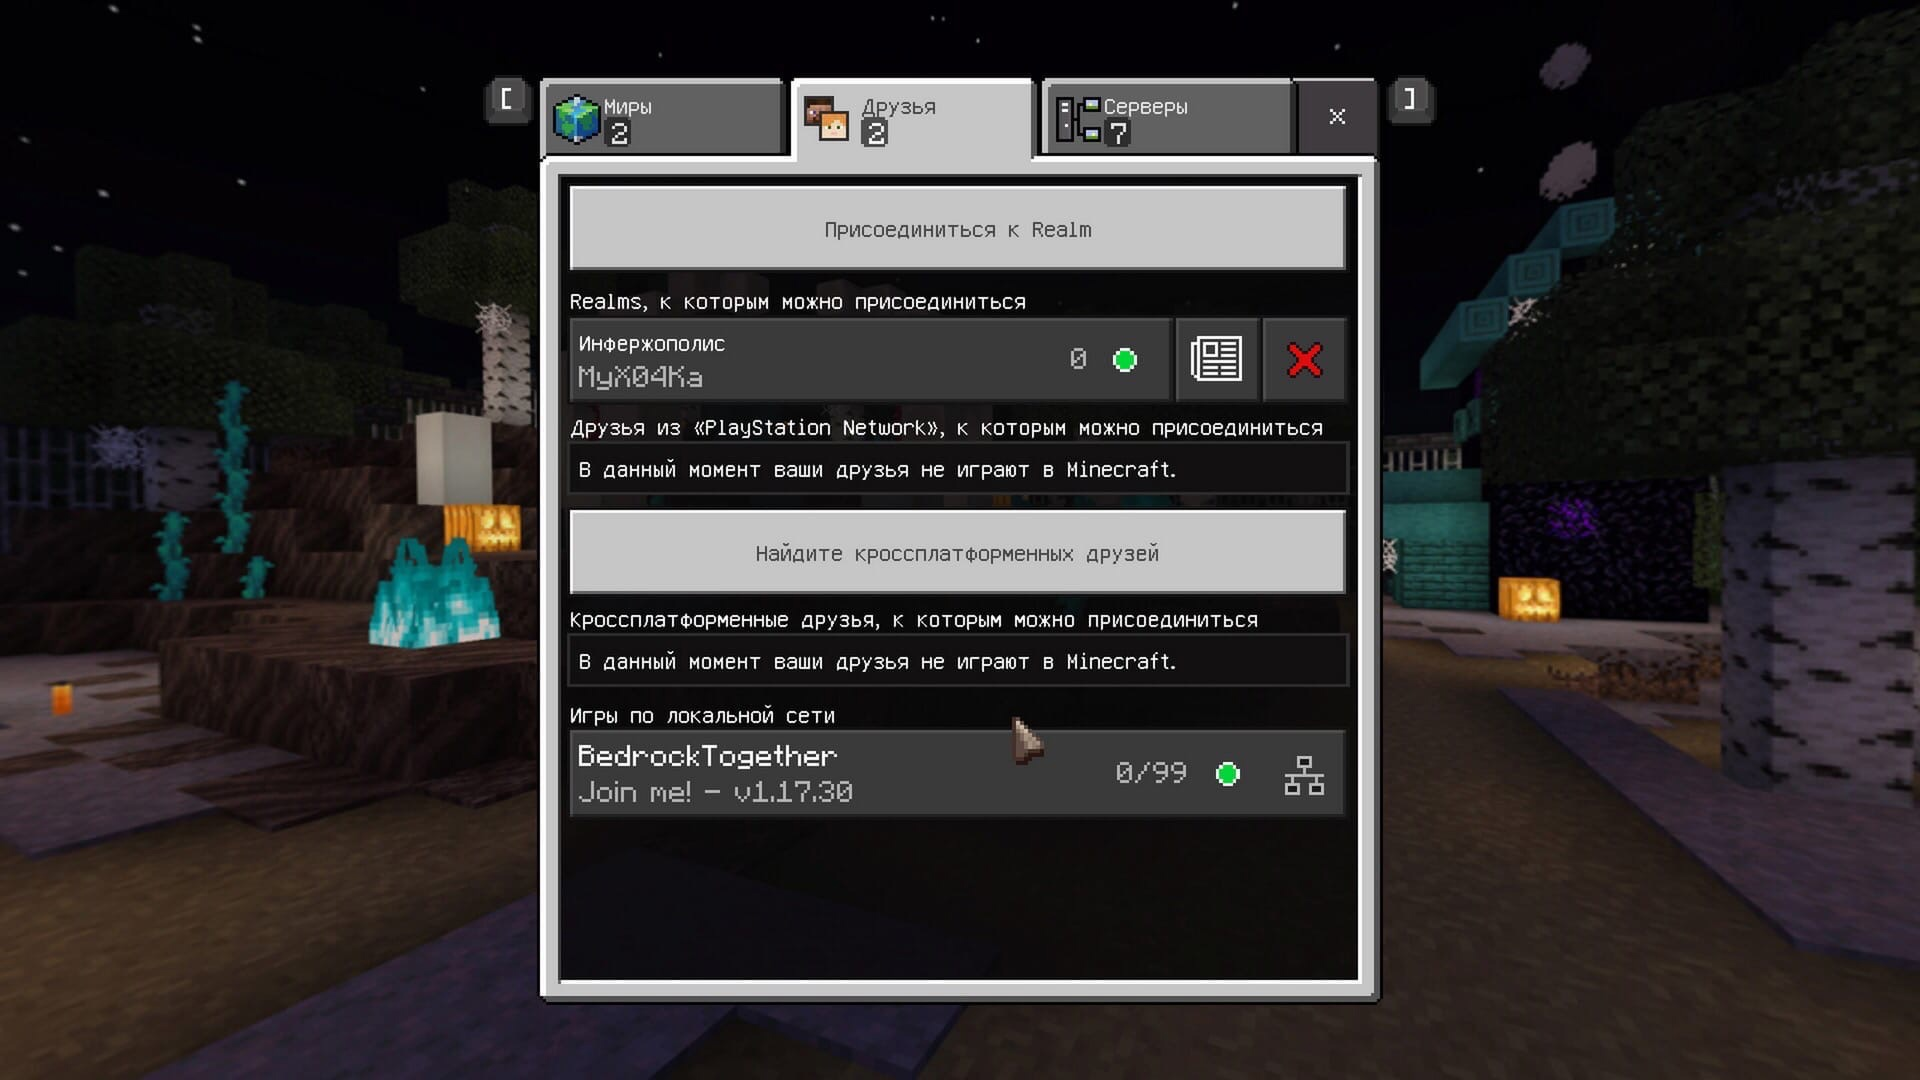 [
Миры
2
Друзья
2
Серверы
7
x
]
Присоединиться к Realm
Realms, к которым можно присоединиться
Инфержополис
MyX04Ka
0
Друзья из «PlayStation Network», к которым можно присоединиться
В данный момент ваши друзья не играют в Minecraft.
Найдите кроссплатформенных друзей
Кроссплатформенные друзья, к которым можно присоединиться
В данный момент ваши друзья не играют в Minecraft.
Игры по локальной сети
BedrockTogether
Join me! - v1.17.30
0/99